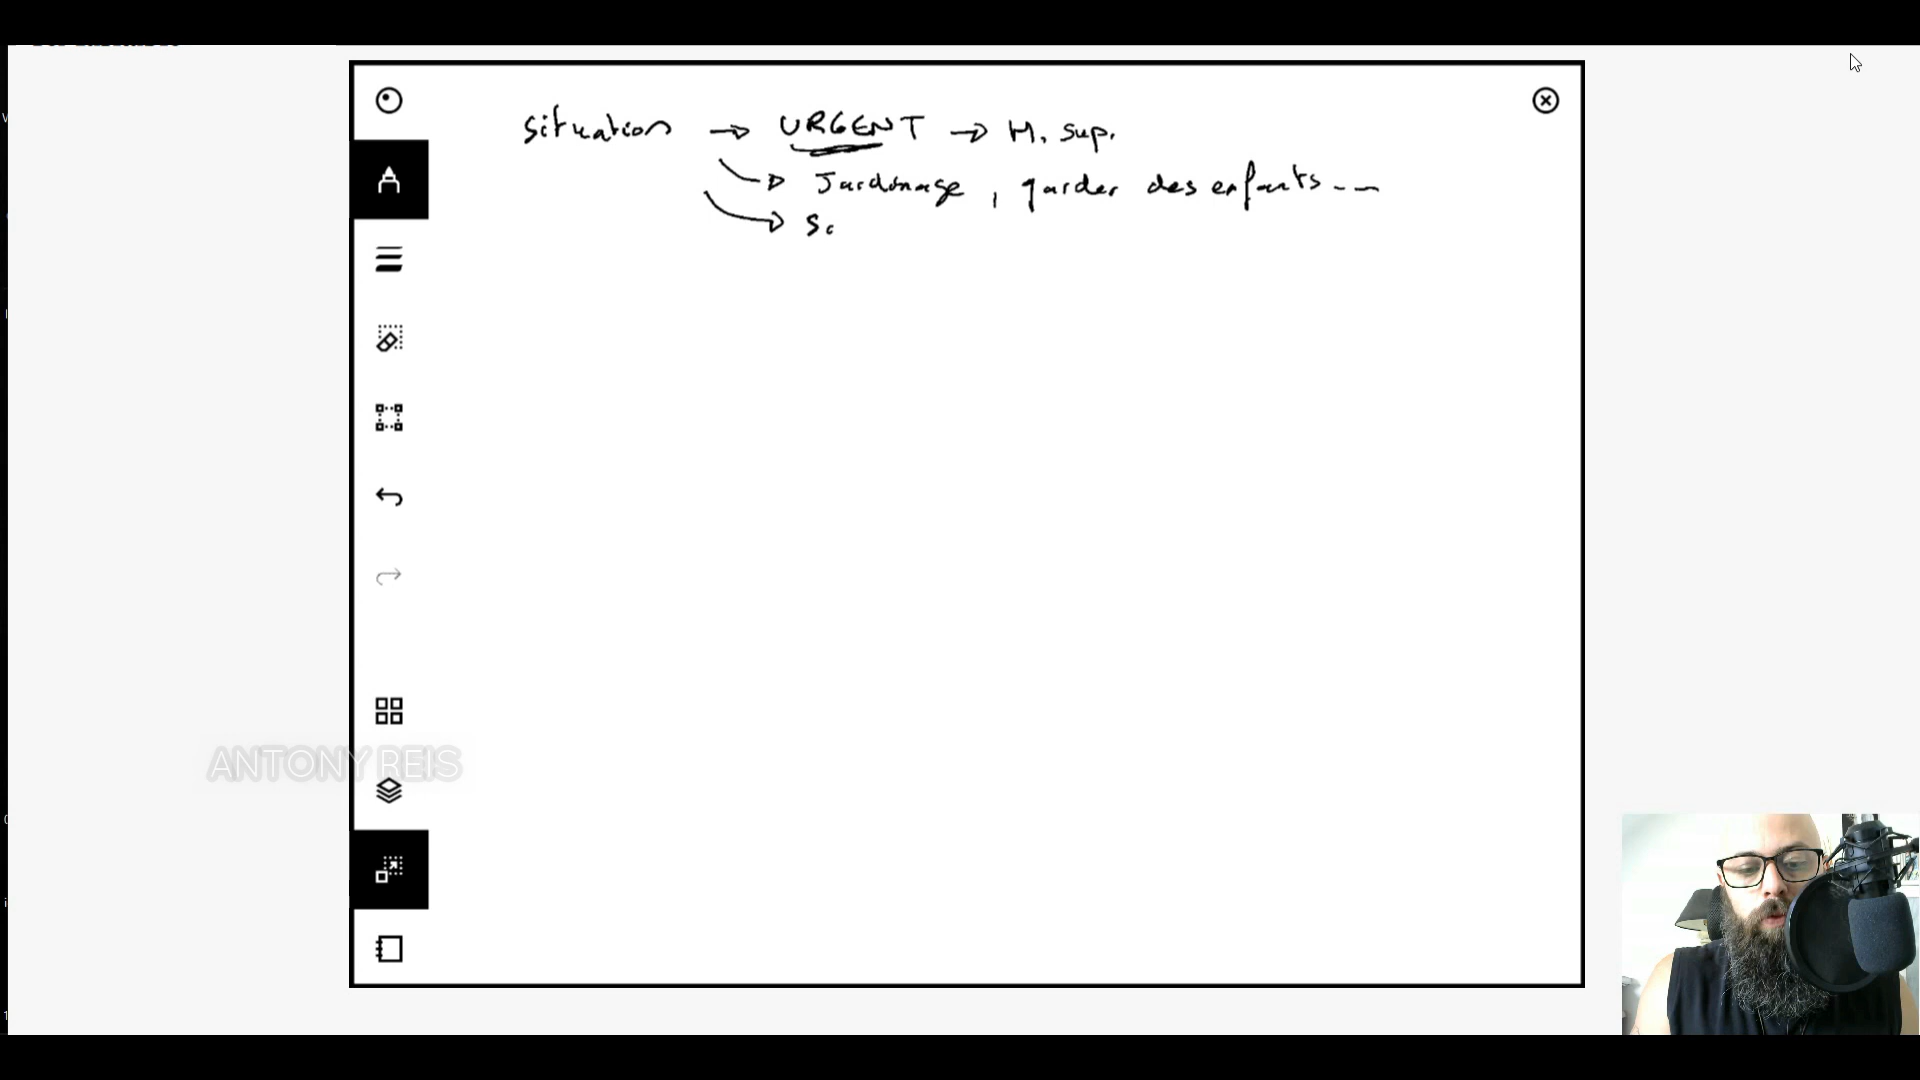 situation → URGENT → H. sup.
→ Jardinage, garder des enfants ---
→ Sc
ANTONY REIS